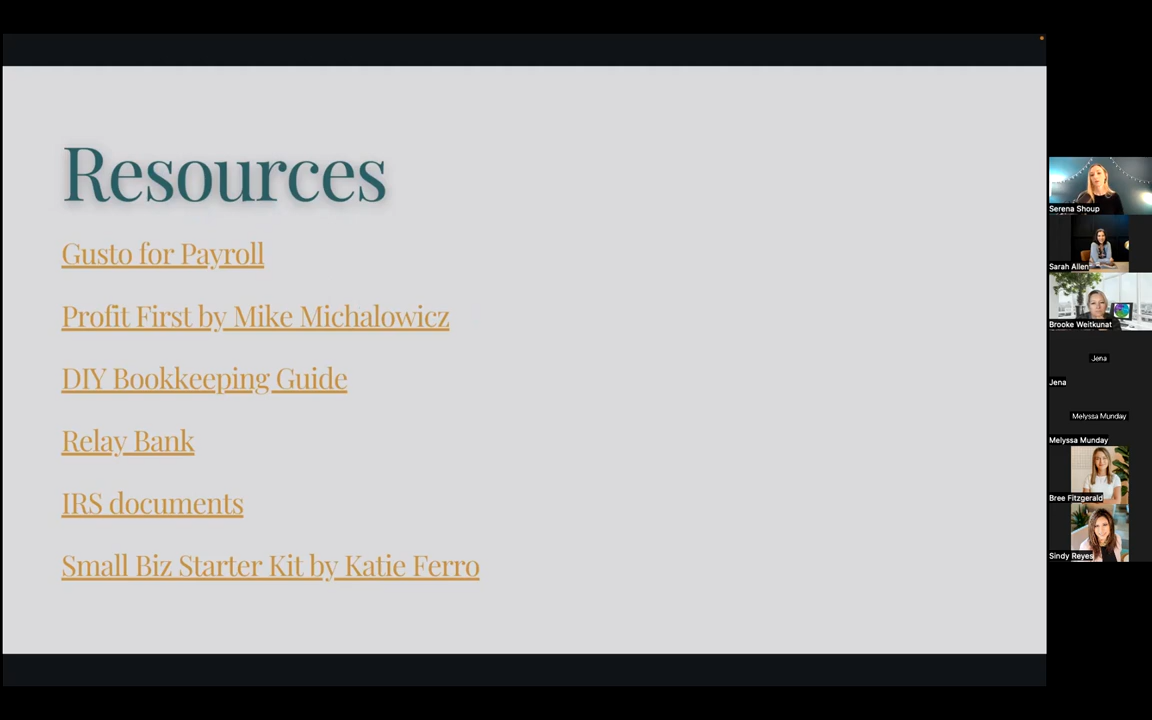 Resources
Gusto for Payroll
Profit First by Mike Michalowicz
DIY Bookkeeping Guide
Relay Bank
IRS documents
Small Biz Starter Kit by Katie Ferro
Serena Shoup
Sarah Allen
Brooke Weitkunat
Jena
Jena
Melyssa Munday
Melyssa Munday
Bree Fitzgerald
Sindy Reyes